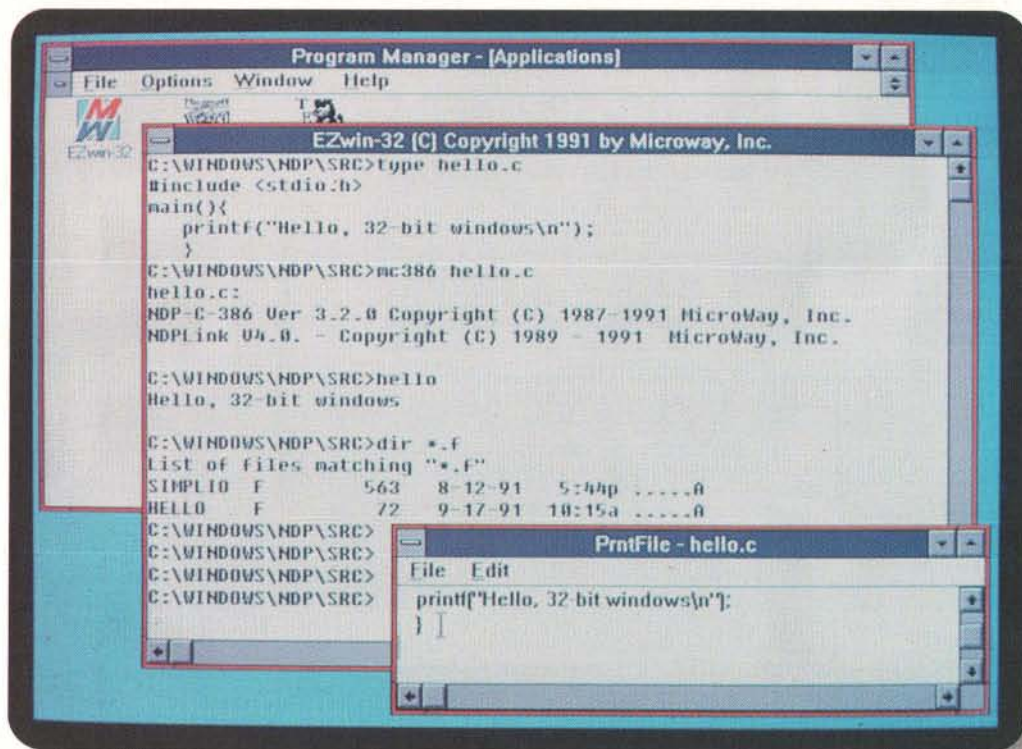 Program Manager - [Applications]
File Options Window Help
MW
EZwin-32
EZwin-32 (C) Copyright 1991 by Microway, Inc.
C:\WINDOWS\NDP\SRC>type hello.c
#include <stdio.h>
main(){
printf("Hello, 32-bit windows\n");
}
C:\WINDOWS\NDP\SRC>mc386 hello.c
hello.c:
NDP-C-386 Ver 3.2.0 Copyright (C) 1987-1991 MicroWay, Inc.
NDPLink V4.0. - Copyright (C) 1989 - 1991 MicroWay, Inc.
C:\WINDOWS\NDP\SRC>hello
Hello, 32-bit windows
C:\WINDOWS\NDP\SRC>dir *.f
List of files matching "*.f"
SIMPLIO F 563 8-12-91 5:44p .....A
HELLO F 72 9-17-91 10:15a .....A
C:\WINDOWS\NDP\SRC>
C:\WINDOWS\NDP\SRC>
C:\WINDOWS\NDP\SRC>
C:\WINDOWS\NDP\SRC>
PrntFile - hello.c
File Edit
printf("Hello, 32-bit windows\n");
}